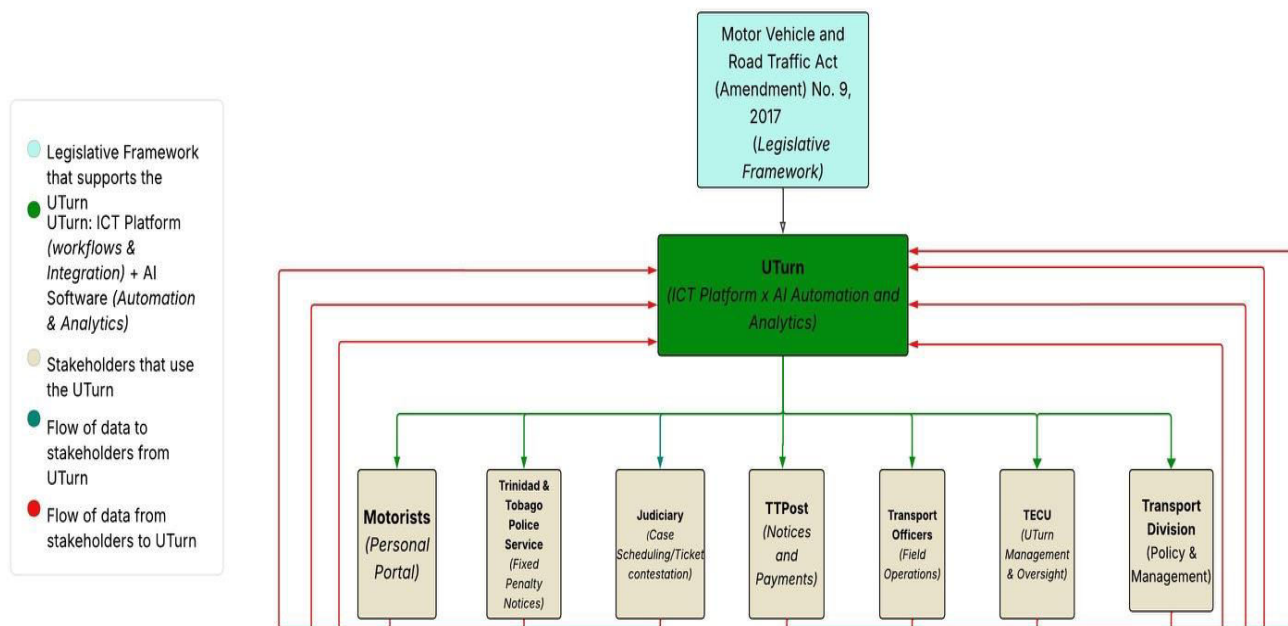 Motor Vehicle and
Road Traffic Act
(Amendment) No. 9,
2017
(Legislative
Framework)
Legislative Framework
that supports the
UTurn
UTurn: ICT Platform
(workflows &
Integration) + AI
Software (Automation
& Analytics)
Stakeholders that use
the UTurn
Flow of data to
stakeholders from
UTurn
Flow of data from
stakeholders to UTurn
UTurn
(ICT Platform x AI Automation and
Analytics)
Motorists
(Personal
Portal)
Trinidad &
Tobago
Police
Service
(Fixed
Penalty
Notices)
Judiciary
(Case
Scheduling/Ticket
contestation)
TTPost
(Notices
and
Payments)
Transport
Officers
(Field
Operations)
TECU
(UTurn
Management
& Oversight)
Transport
Division
(Policy &
Management)